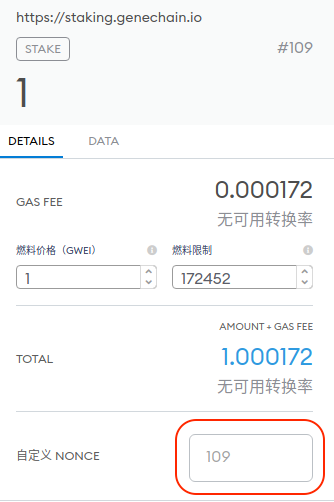 https://staking.genechain.io
STAKE
#109
1
DETAILS DATA
GAS FEE
0.000172
无可用转换率
燃料价格（GWEI）
燃料限制
1
172452
AMOUNT + GAS FEE
TOTAL
1.000172
无可用转换率
自定义 NONCE
109